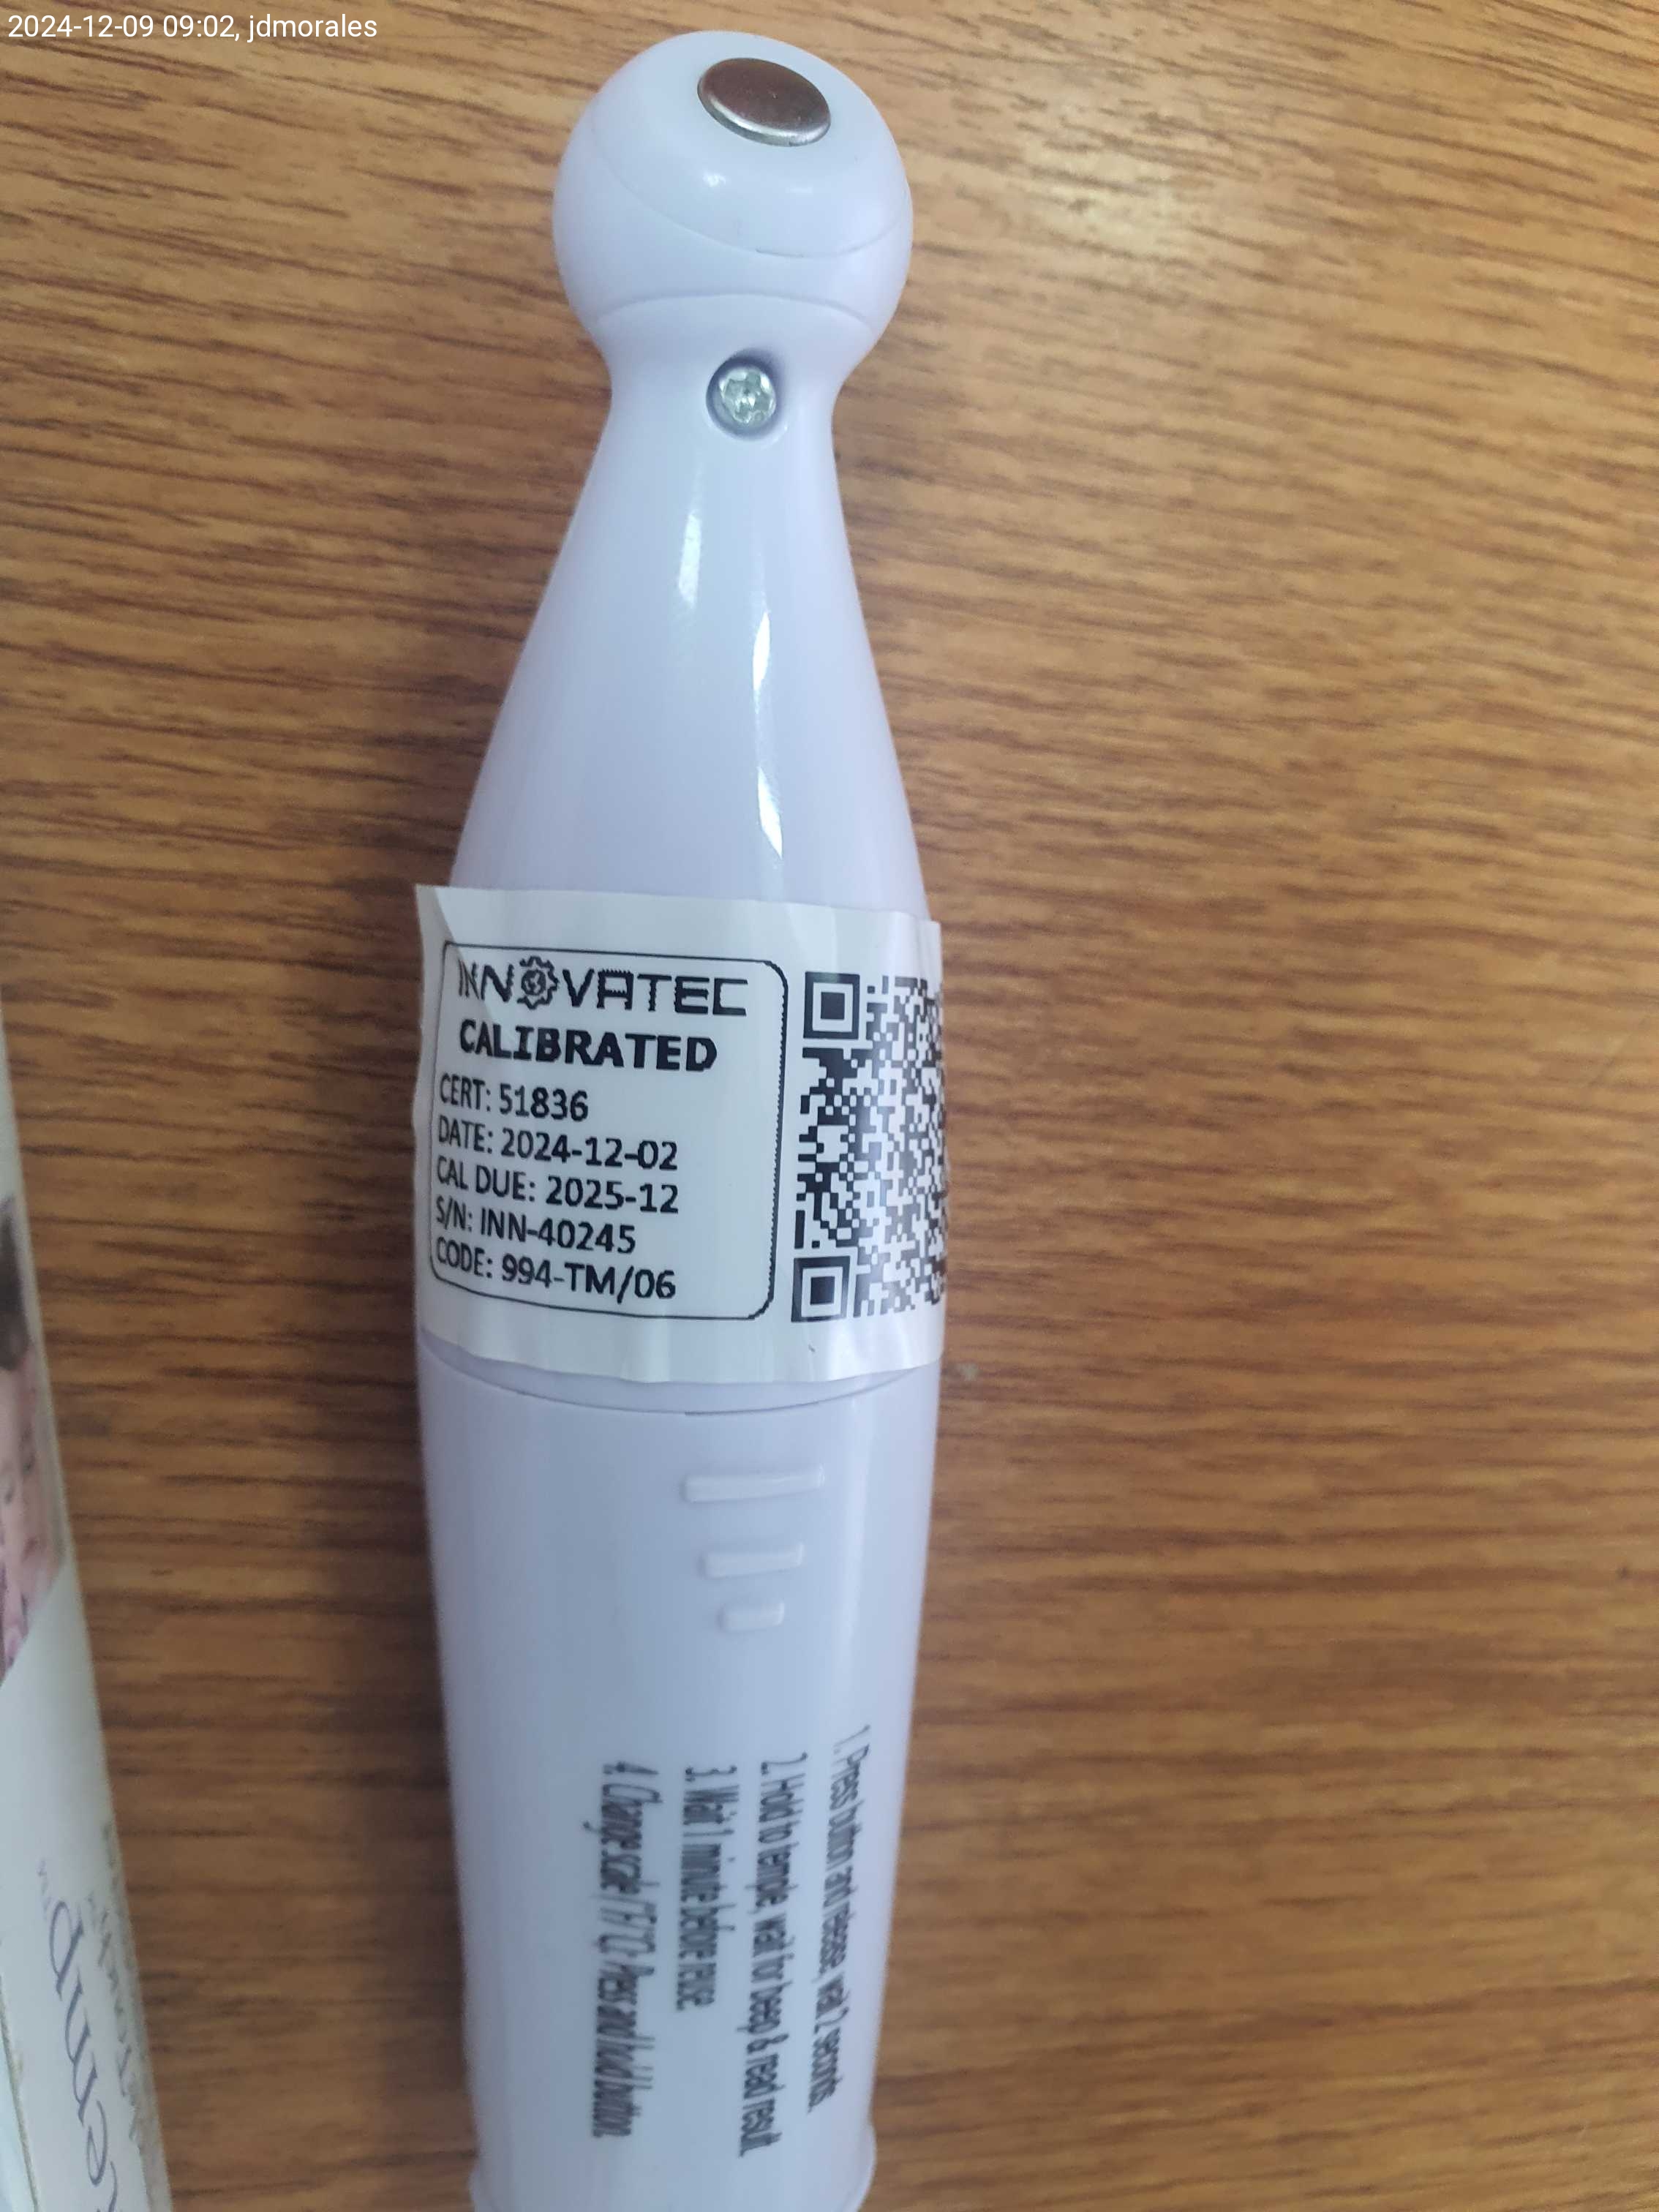 2024-12-09 09:02, jdmorales
INNOVATEC
CALIBRATED
CERT: 51836
DATE: 2024-12-02
CAL DUE: 2025-12
S/N: INN-40245
CODE: 994-TM/06
1. Press button and release, wait 2 seconds.
2. Hold to temple, wait for beep & read result.
3. Wait 1 minute before reuse.
4. Change scale °F/°C- Press and hold button.